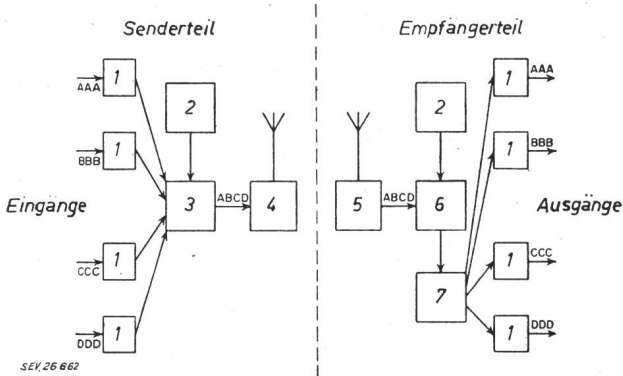 Senderteil
Empfängerteil
AAA
1
2
BBB
1
Eingänge
3
ABCD
4
CCC
1
DDD
1
SEV. 26 662
2
5
ABCD
6
7
1
AAA
1
BBB
Ausgänge
1
CCC
1
DDD